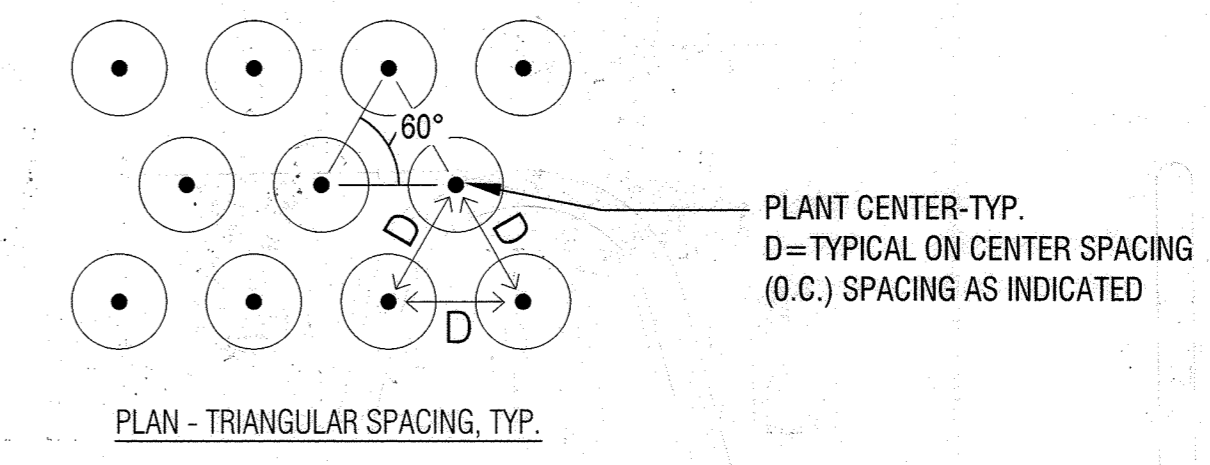 60°
PLANT CENTER-TYP.
D=TYPICAL ON CENTER SPACING
(O.C.) SPACING AS INDICATED
D
D
D
PLAN - TRIANGULAR SPACING, TYP.